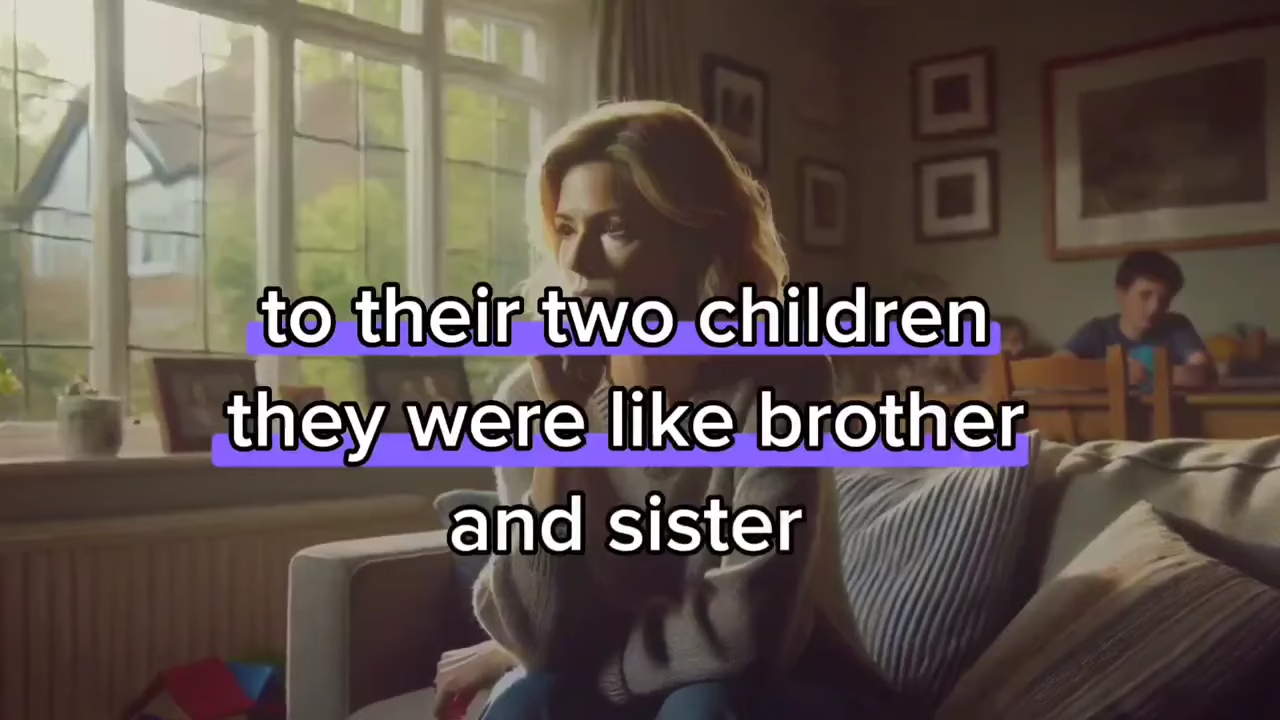 to their two children
they were like brother
and sister